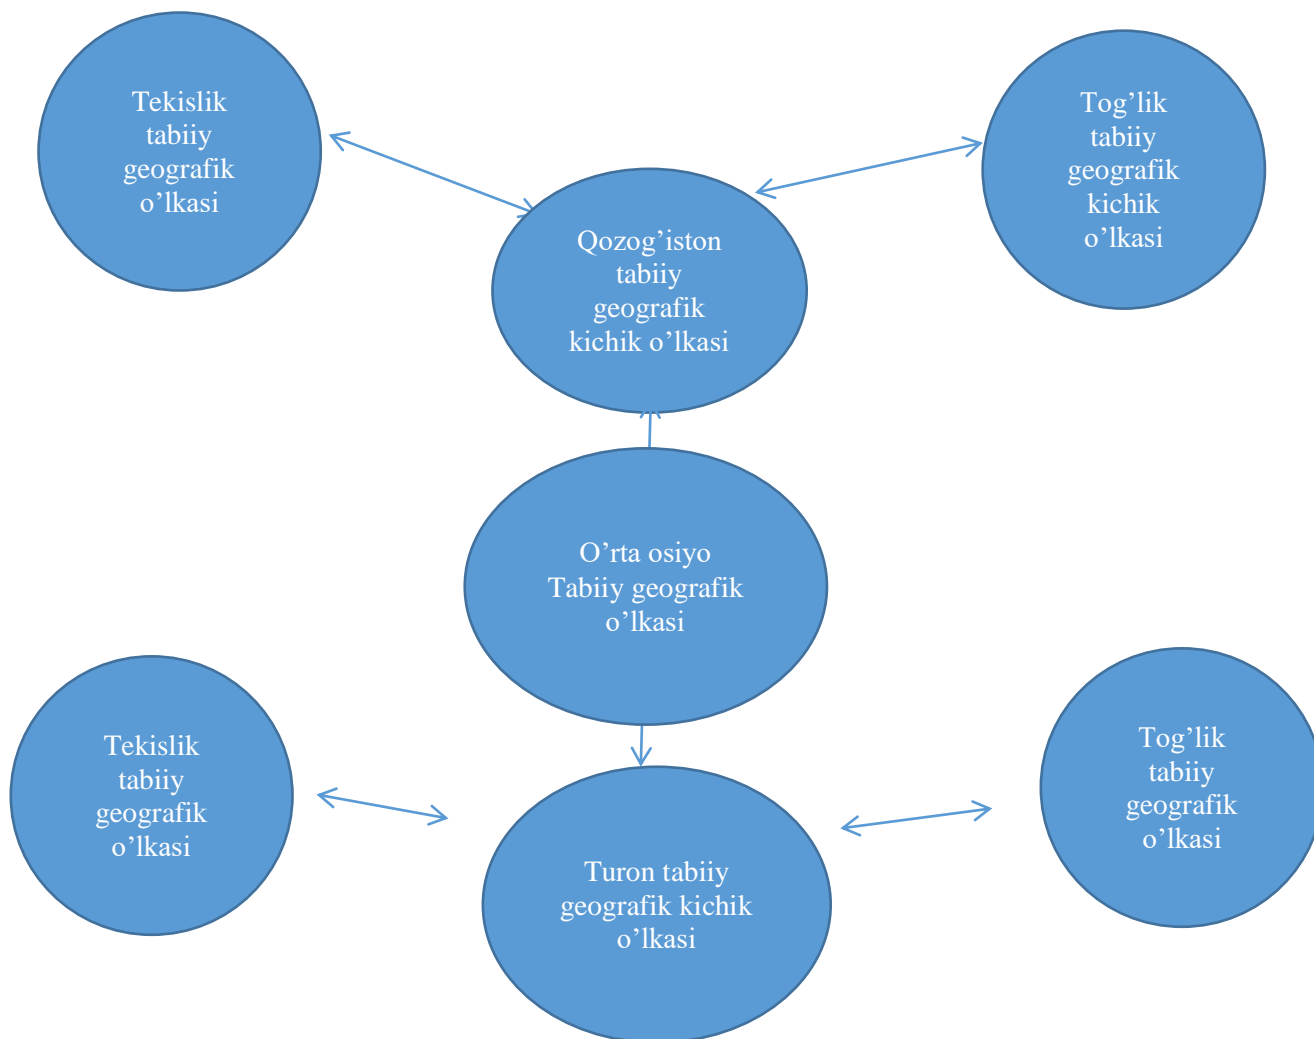 Tekislik
tabiiy
geografik
o’lkasi
Tog’lik
tabiiy
geografik
kichik
o’lkasi
Qozog’iston
tabiiy
geografik
kichik o’lkasi
O’rta osiyo
Tabiiy geografik
o’lkasi
Tekislik
tabiiy
geografik
o’lkasi
Tog’lik
tabiiy
geografik
o’lkasi
Turon tabiiy
geografik kichik
o’lkasi